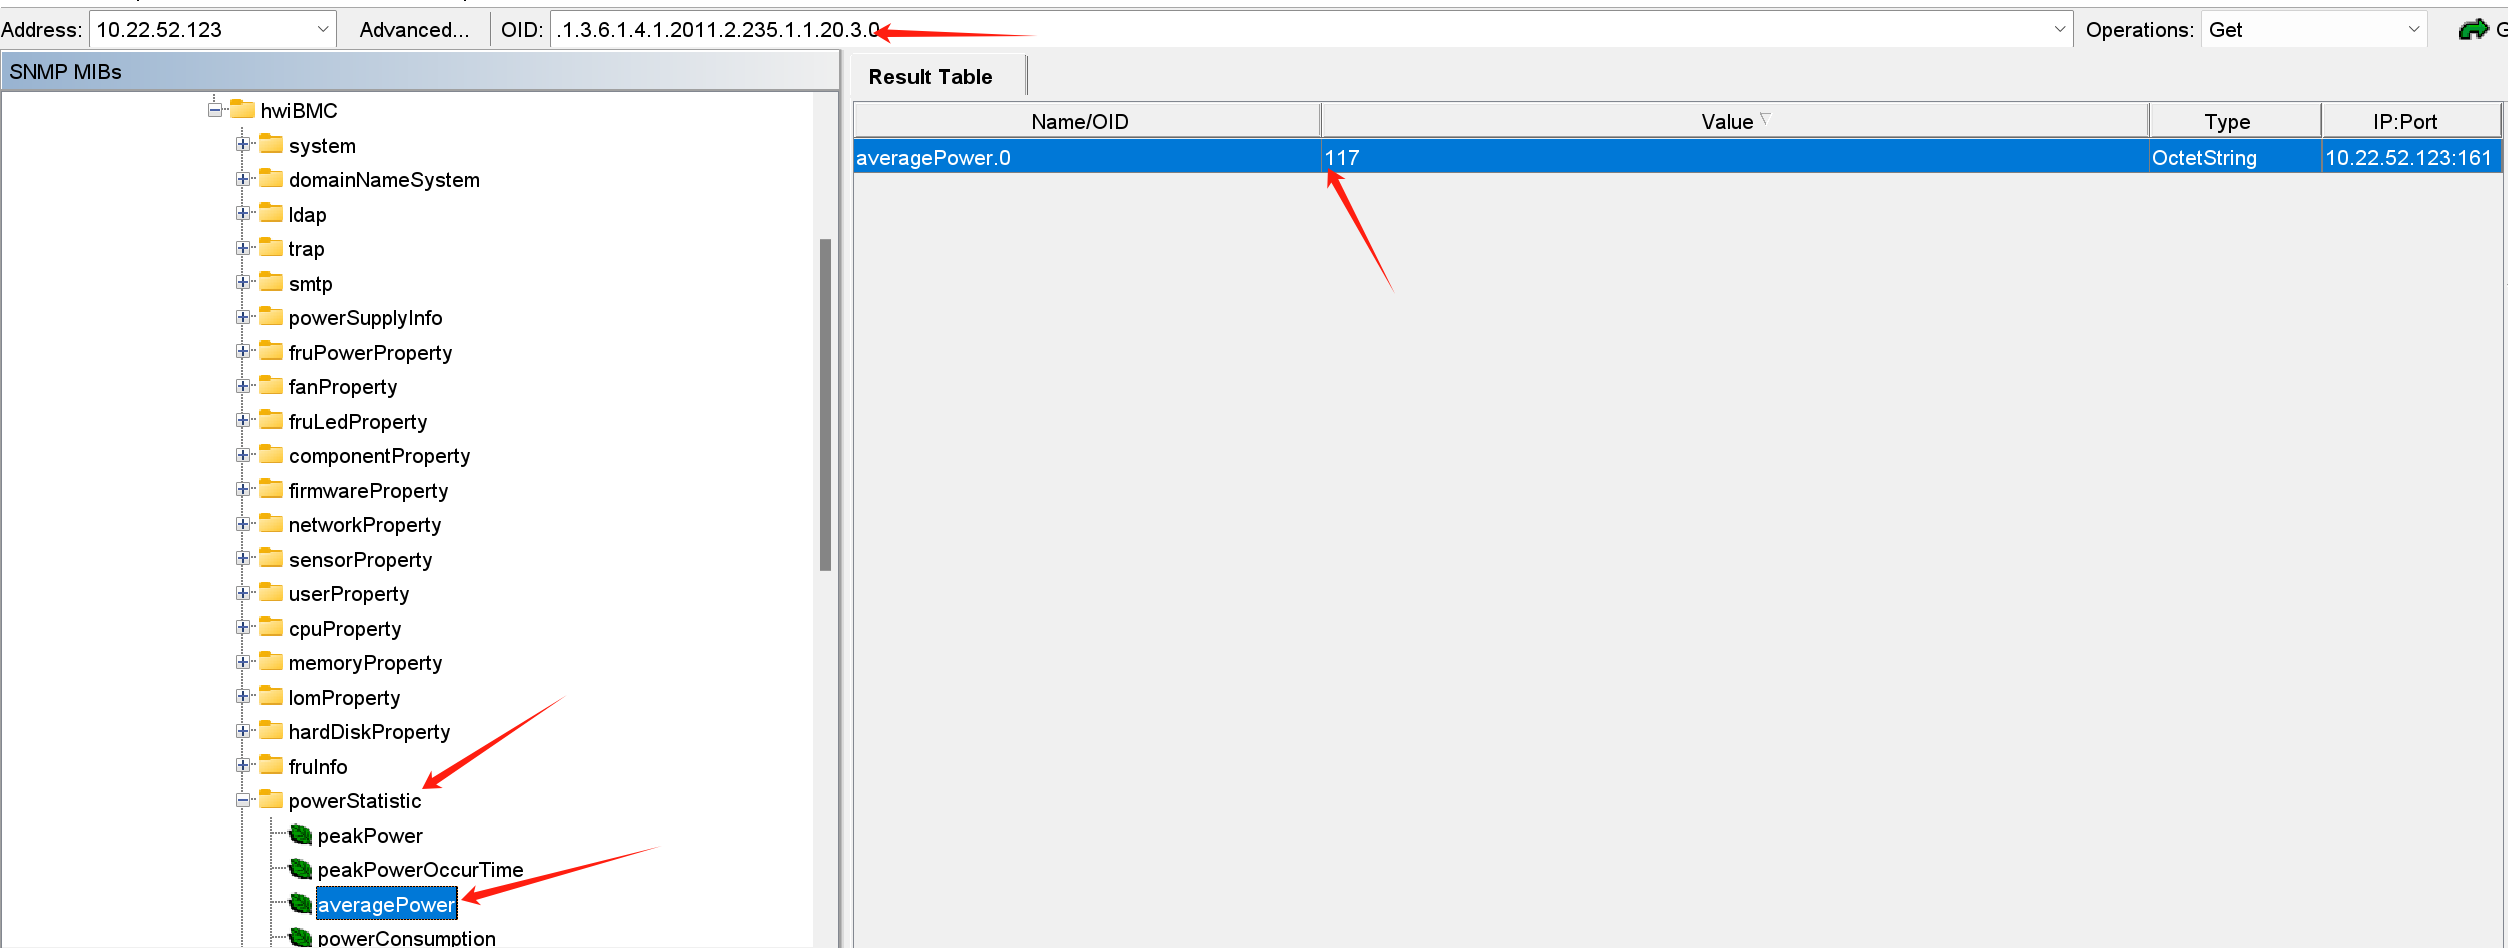 Address: 10.22.52.123 Advanced... OID: .1.3.6.1.4.1.2011.2.235.1.1.20.3.0 Operations: Get
SNMP MIBs
Result Table
Name/OID Value Type IP:Port
averagePower.0 117 OctetString 10.22.52.123:161
hwiBMC
system
domainNameSystem
ldap
trap
smtp
powerSupplyInfo
fruPowerProperty
fanProperty
fruLedProperty
componentProperty
firmwareProperty
networkProperty
sensorProperty
userProperty
cpuProperty
memoryProperty
lomProperty
hardDiskProperty
fruInfo
powerStatistic
peakPower
peakPowerOccurTime
averagePower
powerConsumption